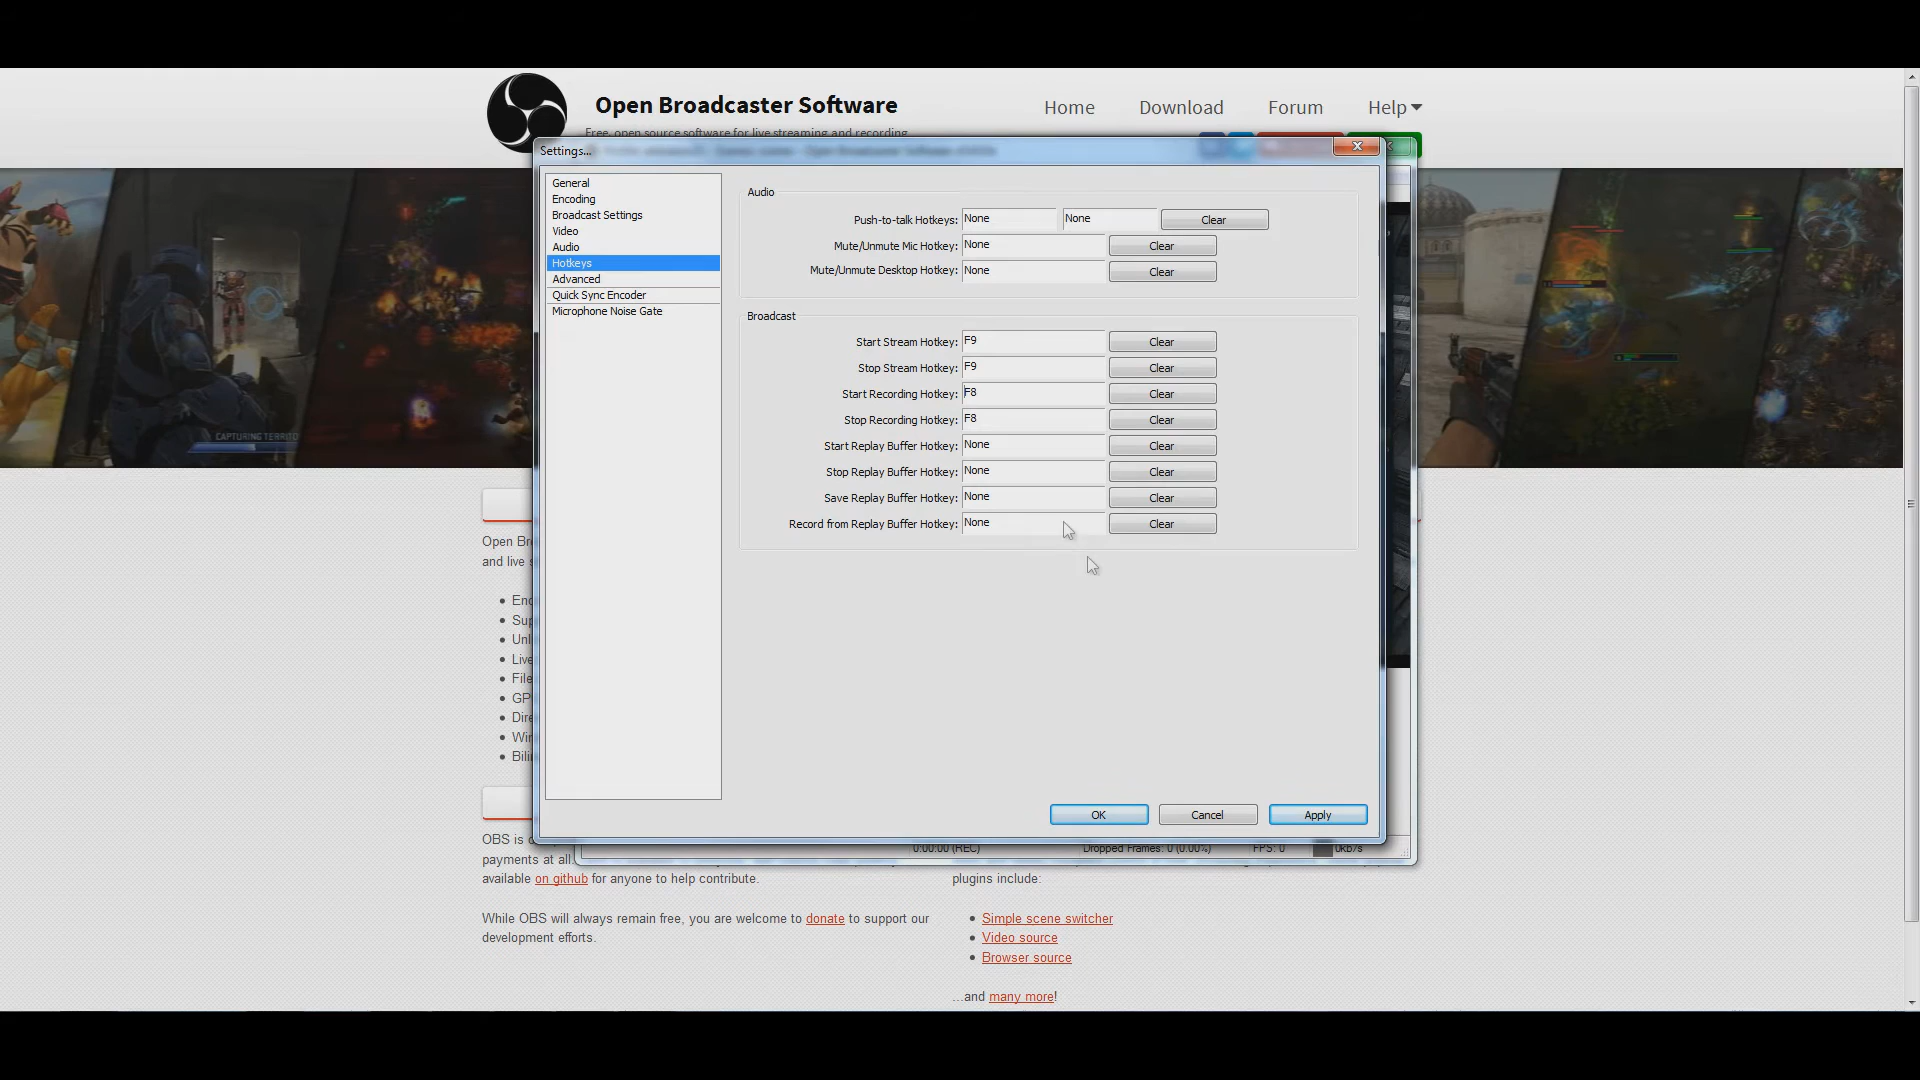 Open Broadcaster Software
Home Download Forum Help
Free, open source software for live streaming and recording
Settings...
General
Encoding
Broadcast Settings
Video
Audio
Hotkeys
Advanced
Quick Sync Encoder
Microphone Noise Gate
Audio
Push-to-talk Hotkeys: None None Clear
Mute/Unmute Mic Hotkey: None Clear
Mute/Unmute Desktop Hotkey: None Clear
Broadcast
Start Stream Hotkey: F9 Clear
Stop Stream Hotkey: F9 Clear
Start Recording Hotkey: F8 Clear
Stop Recording Hotkey: F8 Clear
Start Replay Buffer Hotkey: None Clear
Stop Replay Buffer Hotkey: None Clear
Save Replay Buffer Hotkey: None Clear
Record from Replay Buffer Hotkey: None Clear
OK Cancel Apply
0:00:00 (REC) Dropped Frames: 0 (0.00%) FPS: 0 0kb/s
CAPTURING
Open Br
and live
OBS is
payments at all.
available on github for anyone to help contribute.
While OBS will always remain free, you are welcome to donate to support our
development efforts.
plugins include:
Simple scene switcher
Video source
Browser source
...and many more!